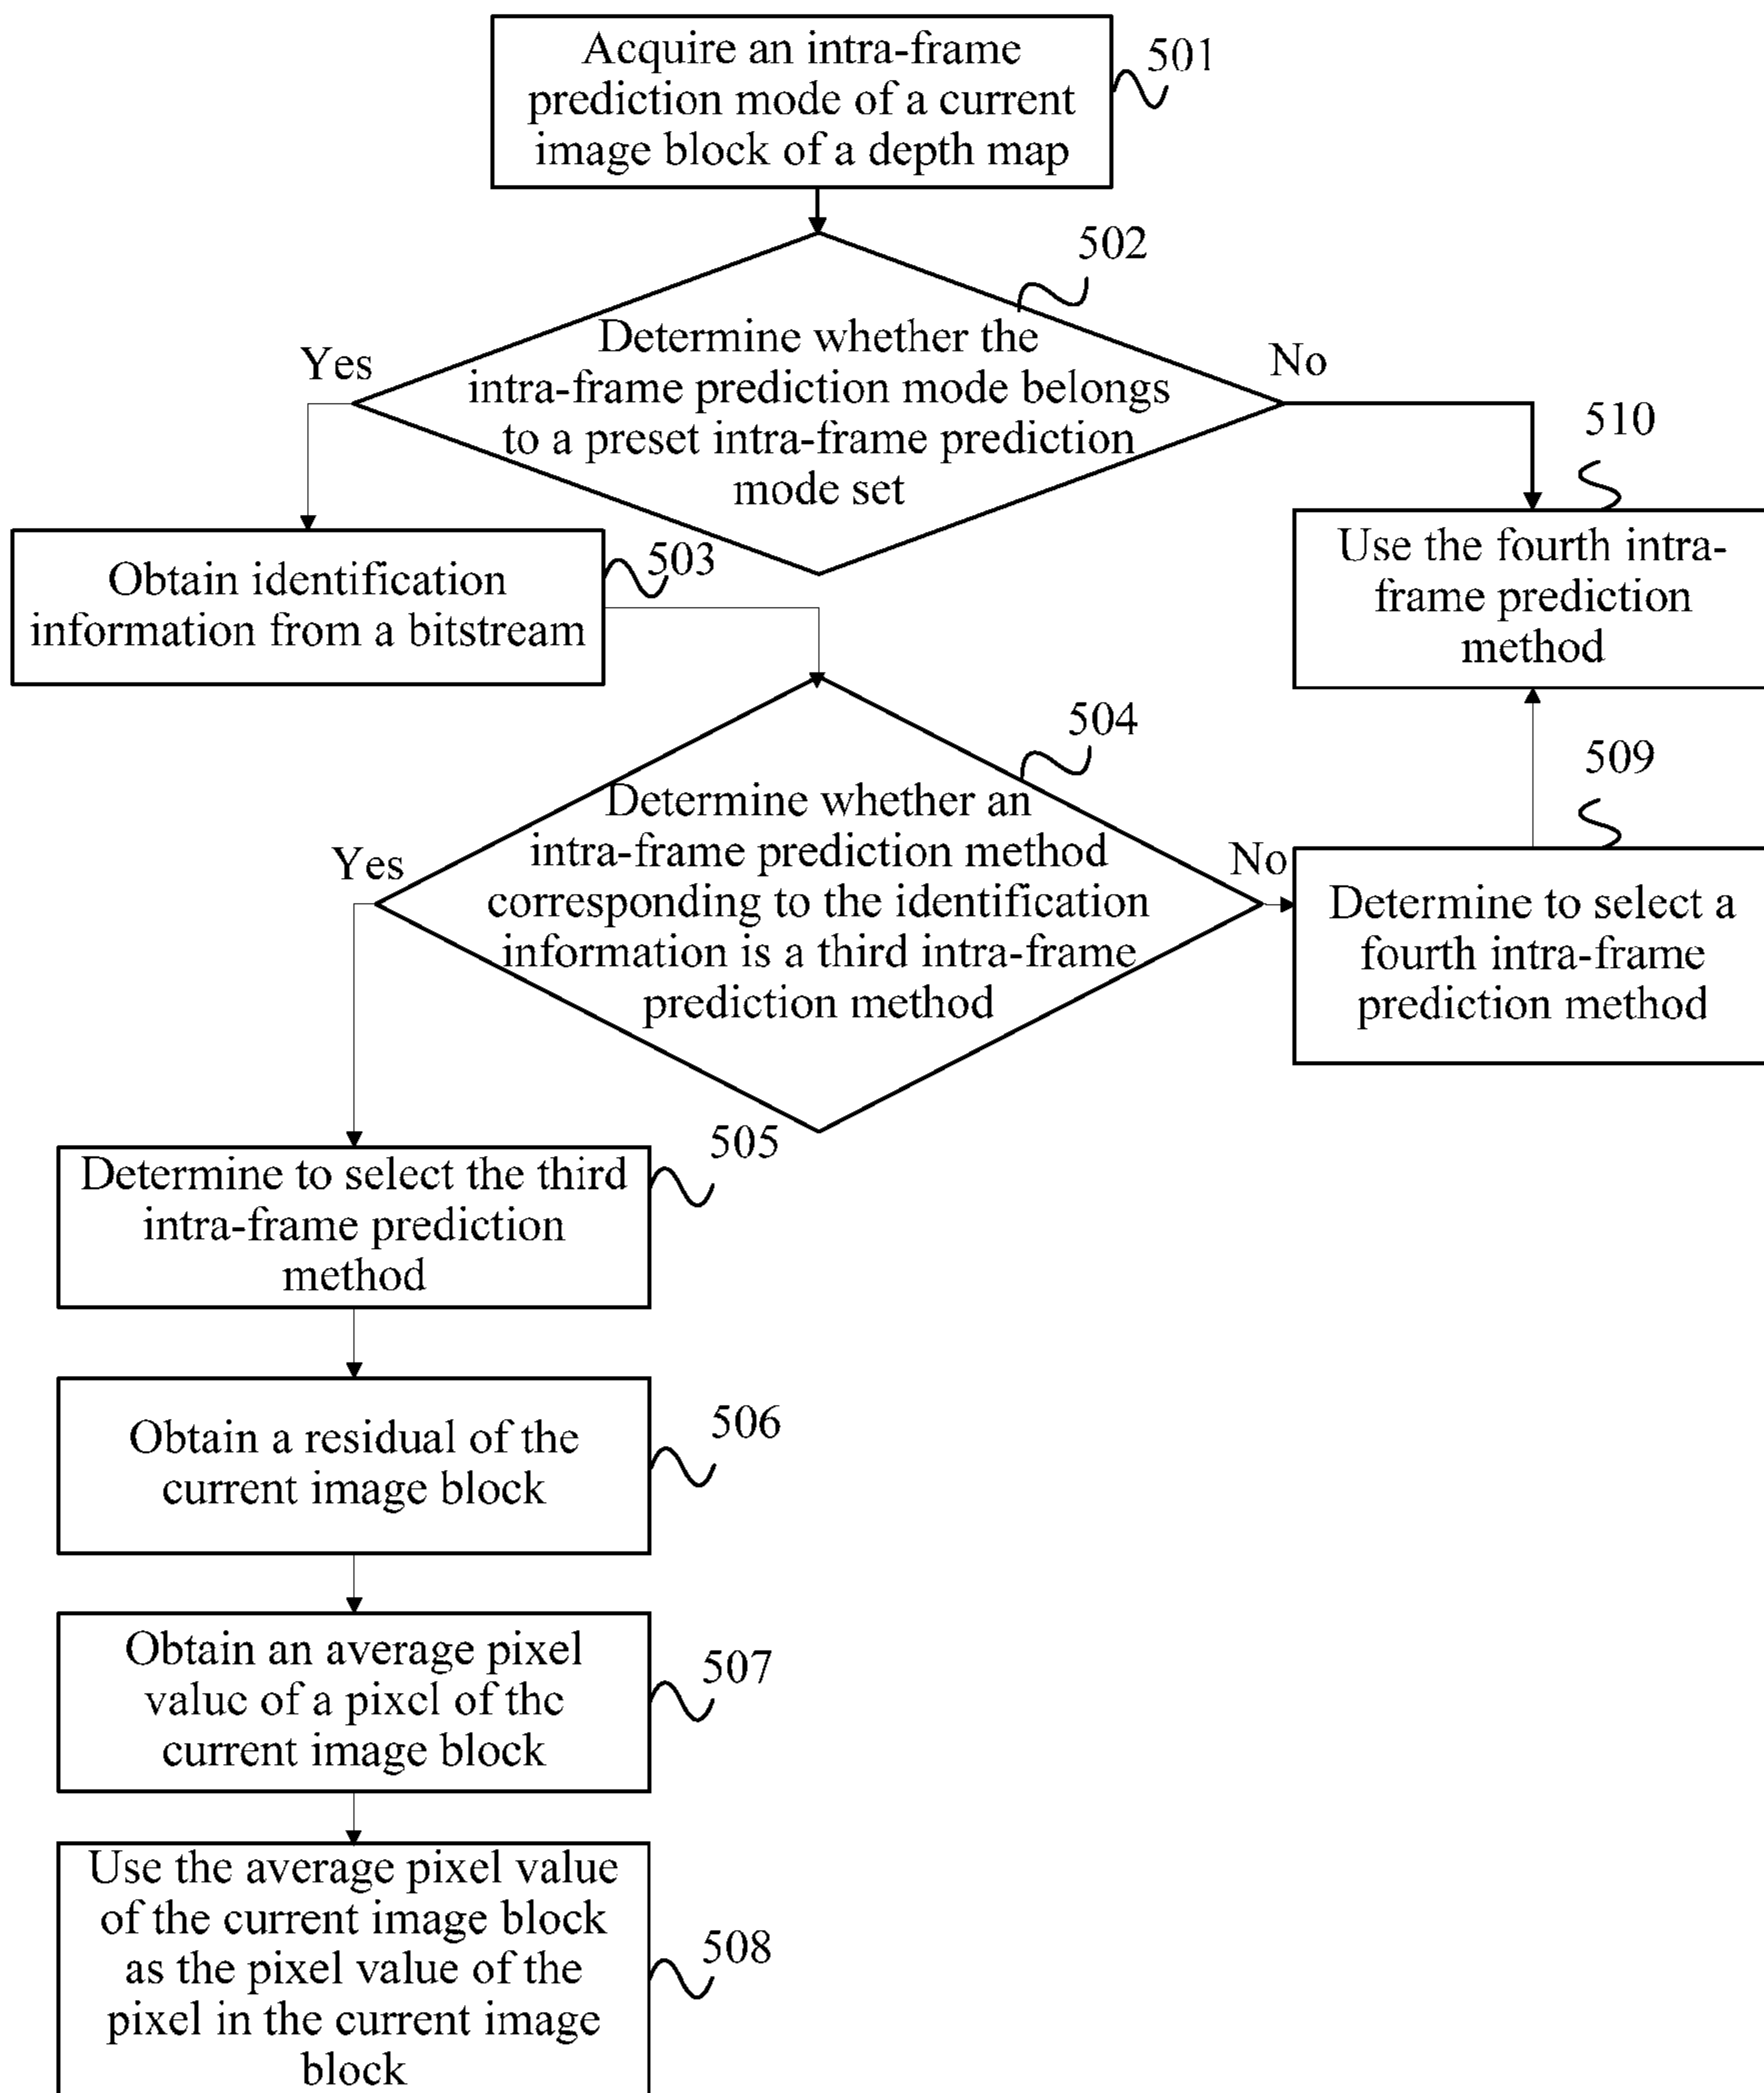 Acquire an intra-frame
prediction mode of a current
image block of a depth map
501
502
Determine whether the
intra-frame prediction mode belongs
to a preset intra-frame prediction
mode set
Yes
No
510
Use the fourth intra-
frame prediction
method
503
Obtain identification
information from a bitstream
504
Determine whether an
intra-frame prediction method
corresponding to the identification
information is a third intra-frame
prediction method
Yes
No
509
Determine to select a
fourth intra-frame
prediction method
505
Determine to select the third
intra-frame prediction
method
506
Obtain a residual of the
current image block
507
Obtain an average pixel
value of a pixel of the
current image block
508
Use the average pixel value
of the current image block
as the pixel value of the
pixel in the current image
block